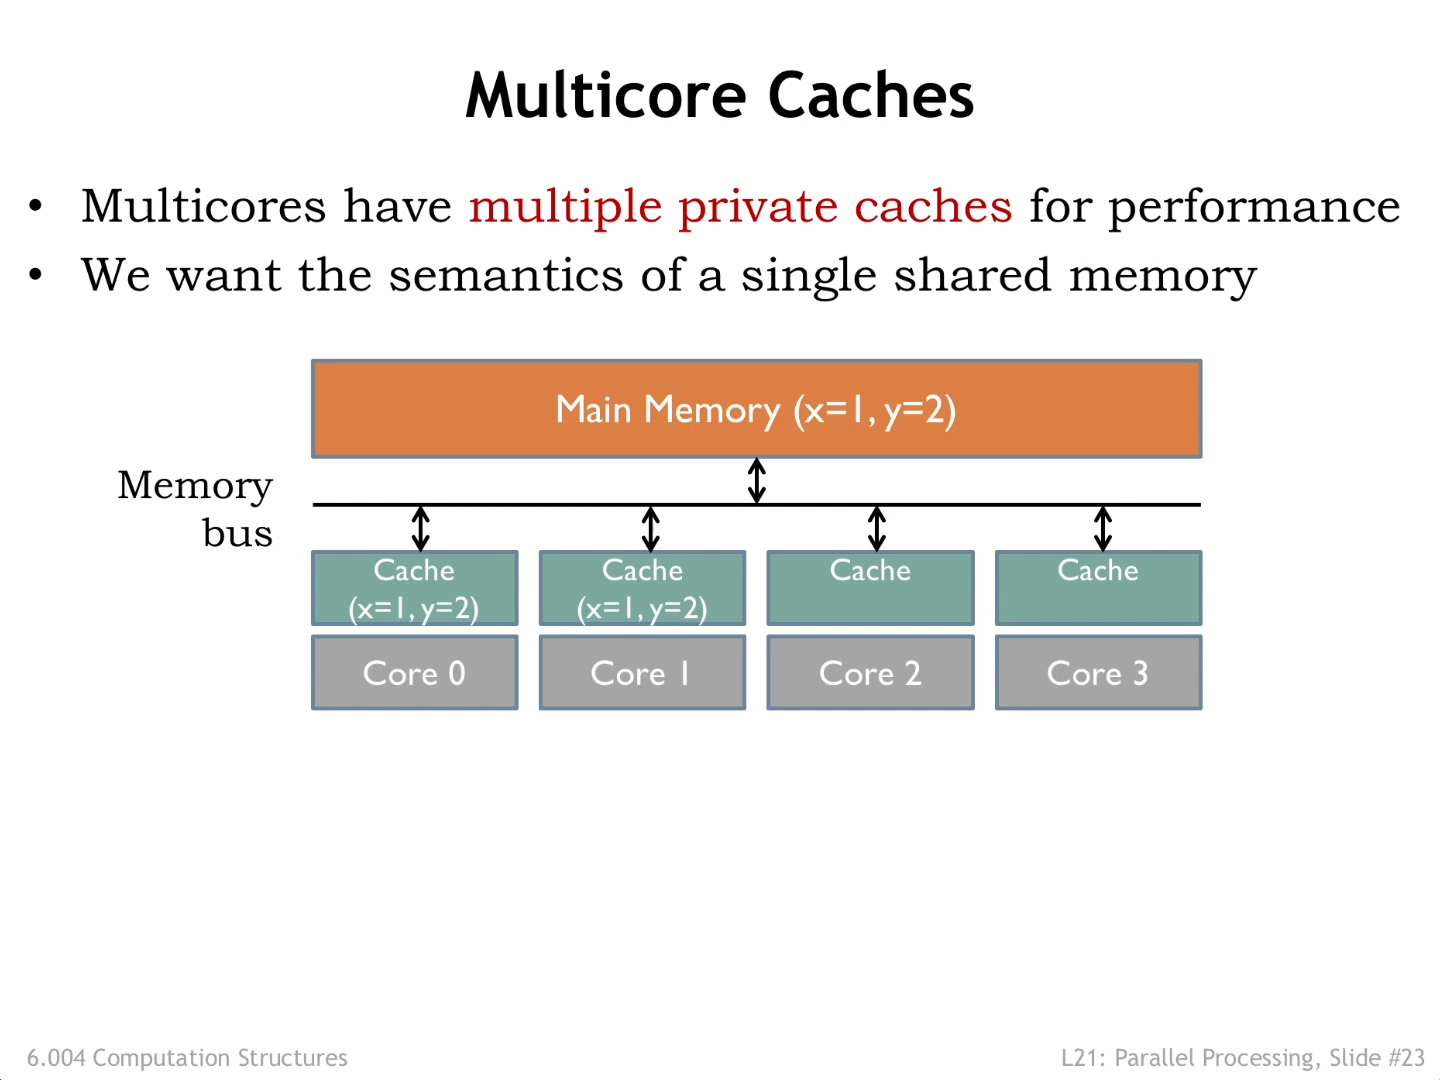 Multicore Caches
• Multicores have multiple private caches for performance
• We want the semantics of a single shared memory
Main Memory (x=1, y=2)
Memory
bus
Cache
(x=1, y=2)
Cache
(x=1, y=2)
Cache
Cache
Core 0
Core 1
Core 2
Core 3
6.004 Computation Structures
L21: Parallel Processing, Slide #23